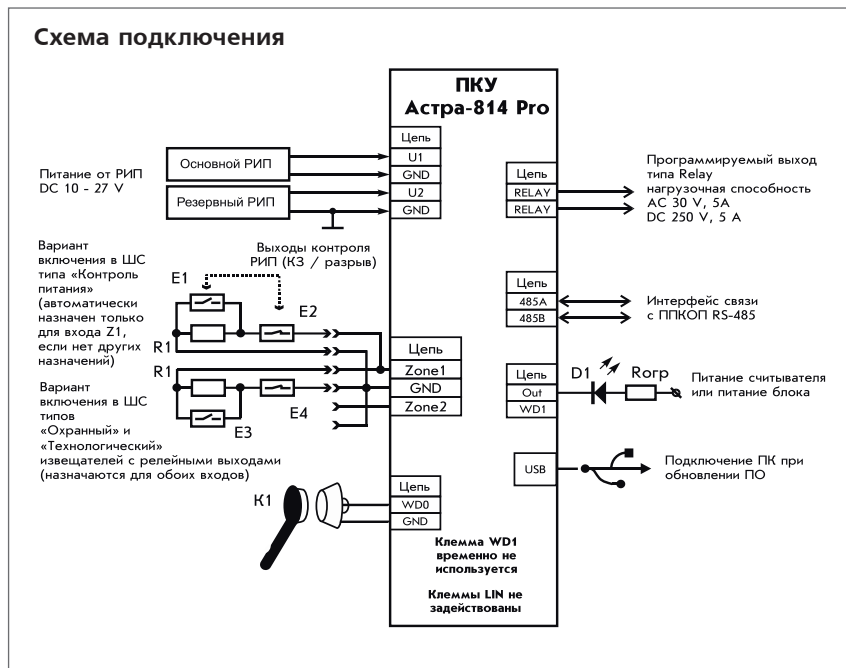 Схема подключения
ПКУ
Астра-814 Pro
Цепь
U1
GND
U2
GND
Основной РИП
Резервный РИП
Питание от РИП
DC 10 - 27 V
Цепь
RELAY
RELAY
Программируемый выход
типа Relay
нагрузочная способность
AC 30 V, 5A
DC 250 V, 5 A
Вариант
включения в ШС
типа «Контроль
питания»
(автоматически
назначен только
для входа Z1,
если нет других
назначений)
Выходы контроля
РИП (КЗ / разрыв)
E1
E2
R1
R1
E3
E4
Вариант
включения в ШС
типов
«Охранный» и
«Технологический»
извещателей с релейными выходами
(назначаются для обоих входов)
Цепь
Zone1
GND
Zone2
Цепь
485A
485B
Интерфейс связи
с ППКОП RS-485
Цепь
Out
WD1
D1
Rогр
Питание считывателя
или питание блока
USB
Подключение ПК при
обновлении ПО
К1
Цепь
WD0
GND
Клемма WD1
временно не
используется
Клеммы LIN не
задействованы